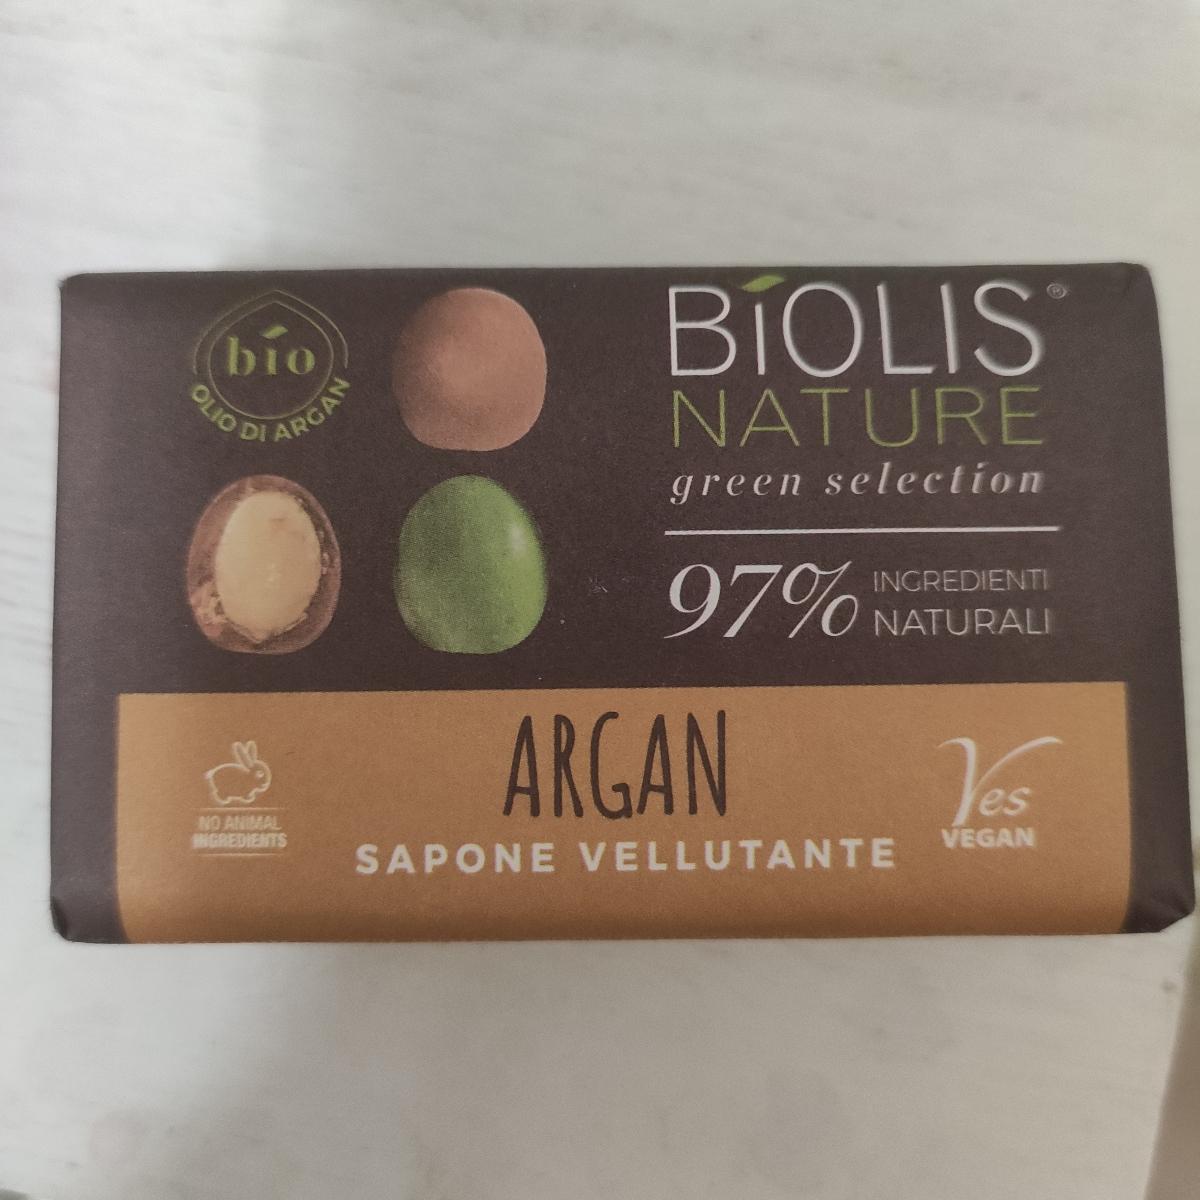 bio
OLIO DI ARGAN
BIOLIS®
NATURE
green selection
97% INGREDIENTI
NATURALI
ARGAN
SAPONE VELLUTANTE
NO ANIMAL
INGREDIENTS
Yes
VEGAN